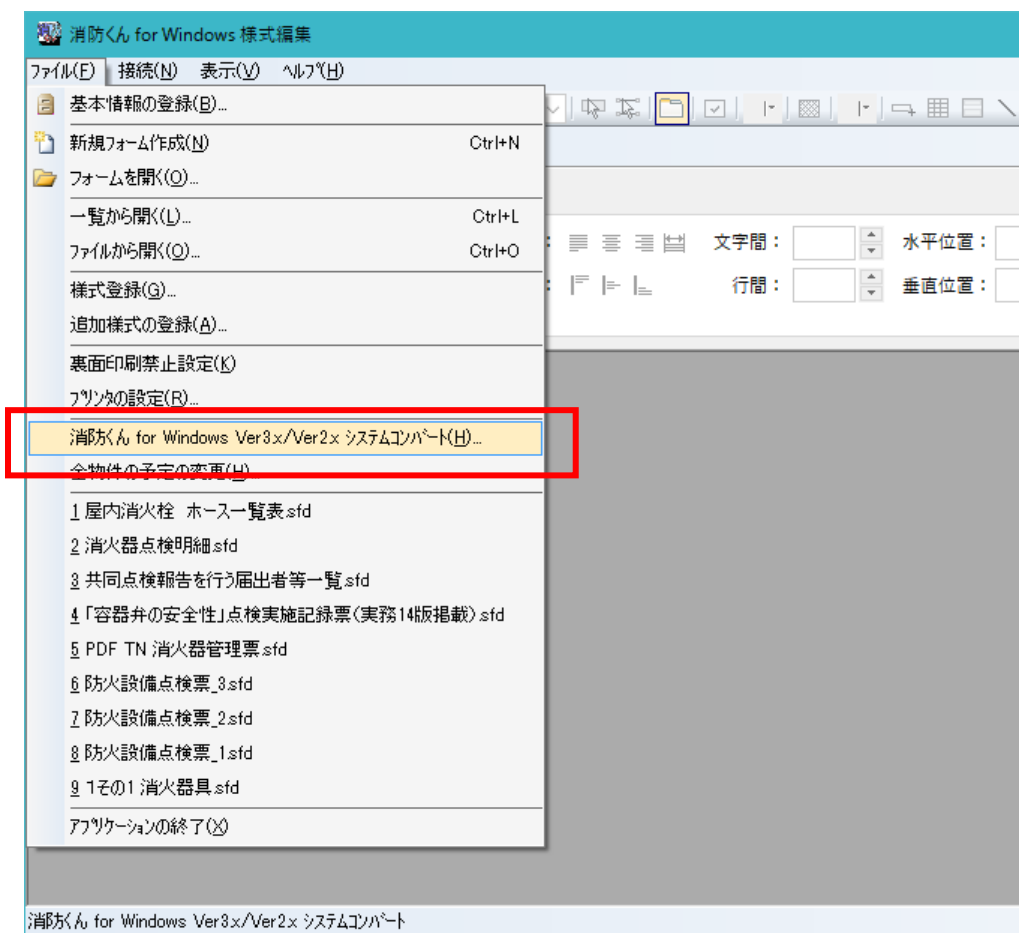 消防くん for Windows 様式編集
ﾌｧｲﾙ(F) 接続(N) 表示(V) ﾍﾙﾌﾟ(H)
基本情報の登録(B)...
新規ﾌｫｰﾑ作成(N) Ctrl+N
ﾌｫｰﾑを開く(O)...
一覧から開く(L)... Ctrl+L
ﾌｧｲﾙから開く(O)... Ctrl+O
文字間： 水平位置：
様式登録(G)...
行間： 垂直位置：
追加様式の登録(A)...
裏面印刷禁止設定(K)
ﾌﾟﾘﾝﾀの設定(R)...
消防くん for Windows Ver3x/Ver2x ｼｽﾃﾑｺﾝﾊﾞｰﾄ(H)...
全物件の予定の変更(H)...
1 屋内消火栓　ホース一覧表.sfd
2 消火器点検明細.sfd
3 共同点検報告を行う届出者等一覧.sfd
4 「容器弁の安全性」点検実施記録票(実務14版掲載).sfd
5 PDF TN 消火器管理票.sfd
6 防火設備点検票_3.sfd
7 防火設備点検票_2.sfd
8 防火設備点検票_1.sfd
9 1その1 消火器具.sfd
ｱﾌﾟﾘｹｰｼｮﾝの終了(X)
消防くん for Windows Ver3x/Ver2x ｼｽﾃﾑｺﾝﾊﾞｰﾄ